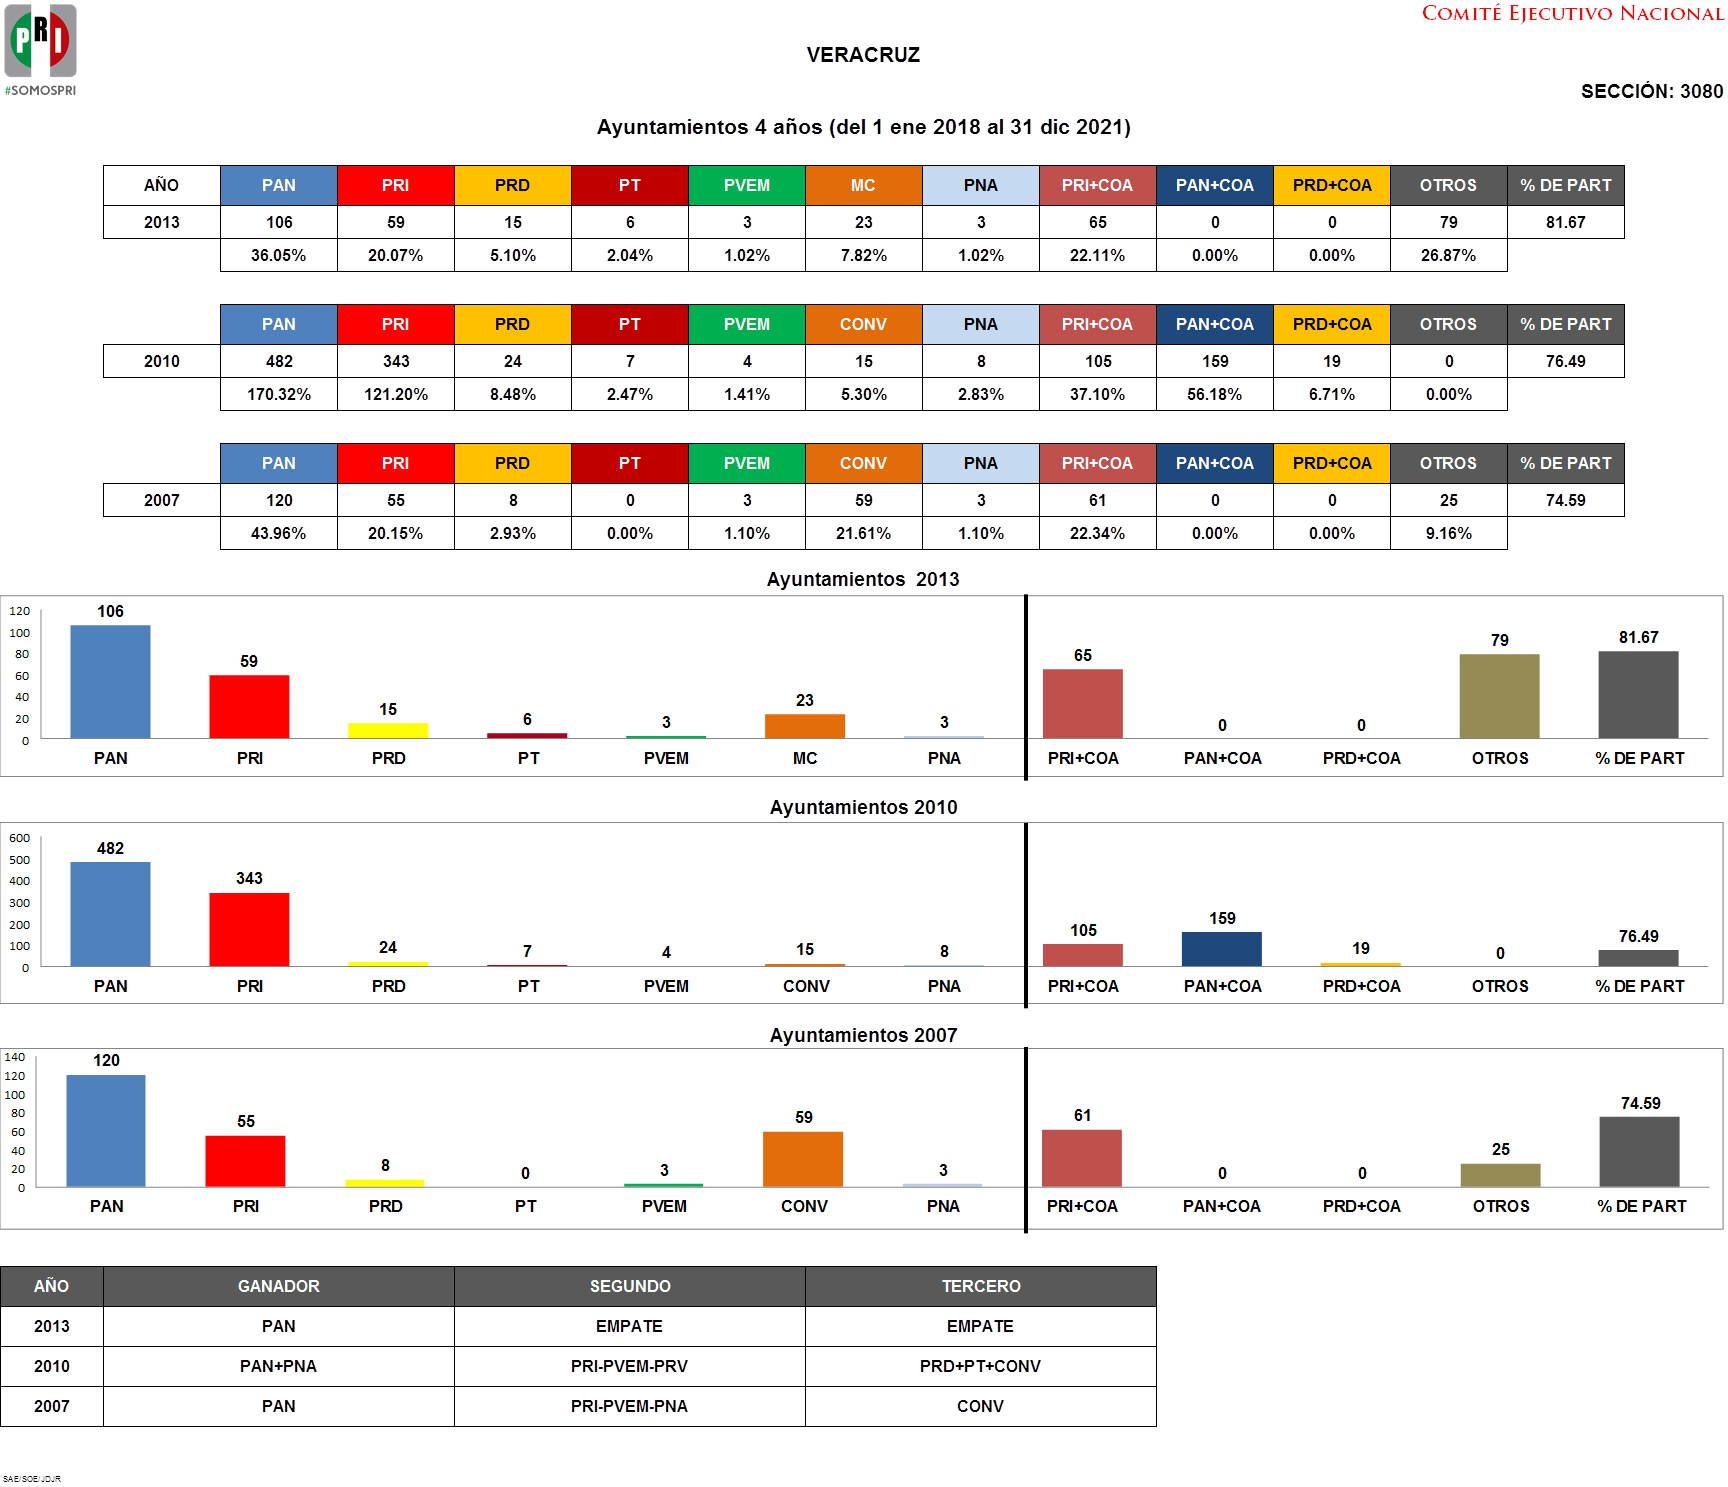 COMITÉ EJECUTIVO NACIONAL
PRI
#SOMOSPRI
VERACRUZ
SECCIÓN: 3080
Ayuntamientos 4 años (del 1 ene 2018 al 31 dic 2021)
AÑO PAN PRI PRD PT PVEM MC PNA PRI+COA PAN+COA PRD+COA OTROS % DE PART
2013 106 59 15 6 3 23 3 65 0 0 79 81.67
36.05% 20.07% 5.10% 2.04% 1.02% 7.82% 1.02% 22.11% 0.00% 0.00% 26.87%
PAN PRI PRD PT PVEM CONV PNA PRI+COA PAN+COA PRD+COA OTROS % DE PART
2010 482 343 24 7 4 15 8 105 159 19 0 76.49
170.32% 121.20% 8.48% 2.47% 1.41% 5.30% 2.83% 37.10% 56.18% 6.71% 0.00%
PAN PRI PRD PT PVEM CONV PNA PRI+COA PAN+COA PRD+COA OTROS % DE PART
2007 120 55 8 0 3 59 3 61 0 0 25 74.59
43.96% 20.15% 2.93% 0.00% 1.10% 21.61% 1.10% 22.34% 0.00% 0.00% 9.16%
Ayuntamientos 2013
120
100
80
60
40
20
0
106 59 15 6 3 23 3 65 0 0 79 81.67
PAN PRI PRD PT PVEM MC PNA PRI+COA PAN+COA PRD+COA OTROS % DE PART
Ayuntamientos 2010
600
500
400
300
200
100
0
482 343 24 7 4 15 8 105 159 19 0 76.49
PAN PRI PRD PT PVEM CONV PNA PRI+COA PAN+COA PRD+COA OTROS % DE PART
Ayuntamientos 2007
140
120
100
80
60
40
20
0
120 55 8 0 3 59 3 61 0 0 25 74.59
PAN PRI PRD PT PVEM CONV PNA PRI+COA PAN+COA PRD+COA OTROS % DE PART
AÑO GANADOR SEGUNDO TERCERO
2013 PAN EMPATE EMPATE
2010 PAN+PNA PRI-PVEM-PRV PRD+PT+CONV
2007 PAN PRI-PVEM-PNA CONV
SAE/SOE/JDJR